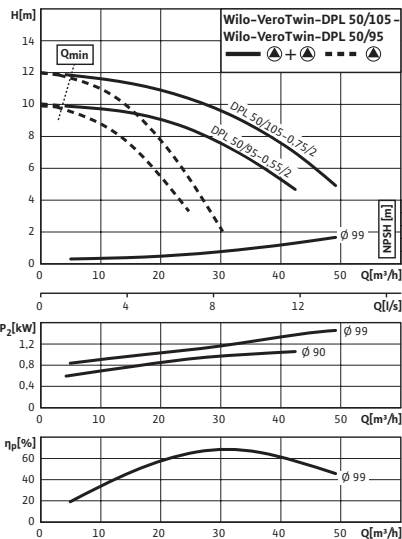 H[m]
Wilo-VeroTwin-DPL 50/105 -
Wilo-VeroTwin-DPL 50/95
+
Qmin
14
12
10
8
6
4
2
0
DPL 50/105-0,75/2
DPL 50/95-0,55/2
NPSH [m]
Ø 99
0 10 20 30 40 50 Q[m³/h]
0 4 8 12 Q[l/s]
P₂[kW]
1,2
0,8
0,4
0
Ø 99
Ø 90
0 10 20 30 40 50 Q[m³/h]
ηp[%]
60
40
20
0
Ø 99
0 10 20 30 40 50 Q[m³/h]